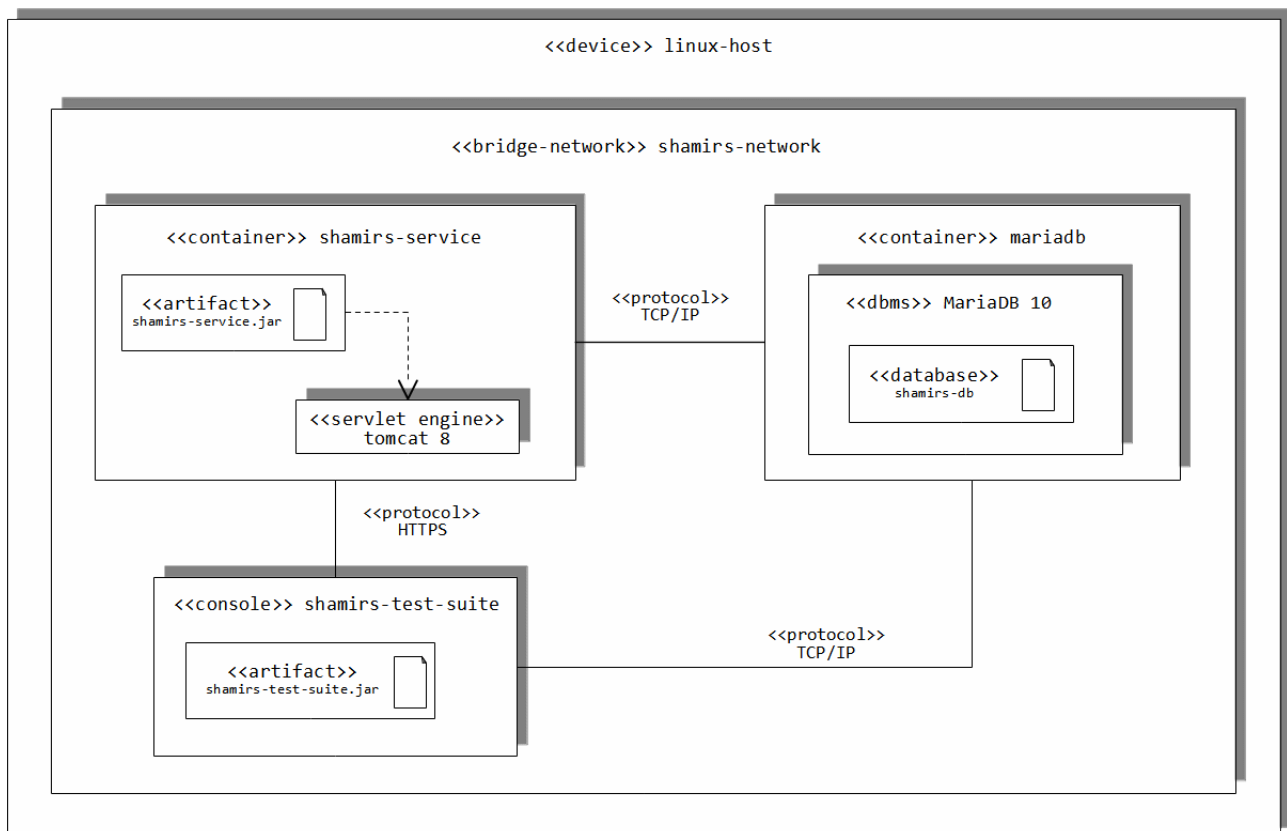 <<device>> linux-host
<<bridge-network>> shamirs-network
<<container>> shamirs-service
<<artifact>>
shamirs-service.jar
<<servlet engine>>
tomcat 8
<<protocol>>
TCP/IP
<<container>> mariadb
<<dbms>> MariaDB 10
<<database>>
shamirs-db
<<protocol>>
HTTPS
<<console>> shamirs-test-suite
<<artifact>>
shamirs-test-suite.jar
<<protocol>>
TCP/IP